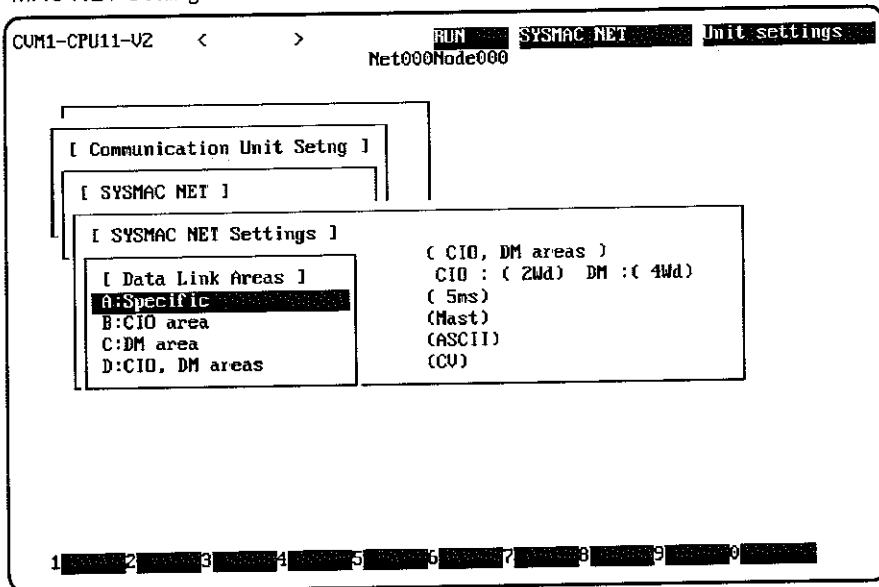 CVM1-CPU11-V2 < > RUN SYSMAC NET Unit settings
Net000Node000
[ Communication Unit Setng ]
[ SYSMAC NET ]
[ SYSMAC NET Settings ]
( CIO, DM areas )
[ Data Link Areas ] CIO : ( 2Wd) DM :( 4Wd)
A:Specific ( 5ms)
B:CIO area (Mast)
C:DM area (ASCII)
D:CIO, DM areas (CV)
1 2 3 4 5 6 7 8 9 0